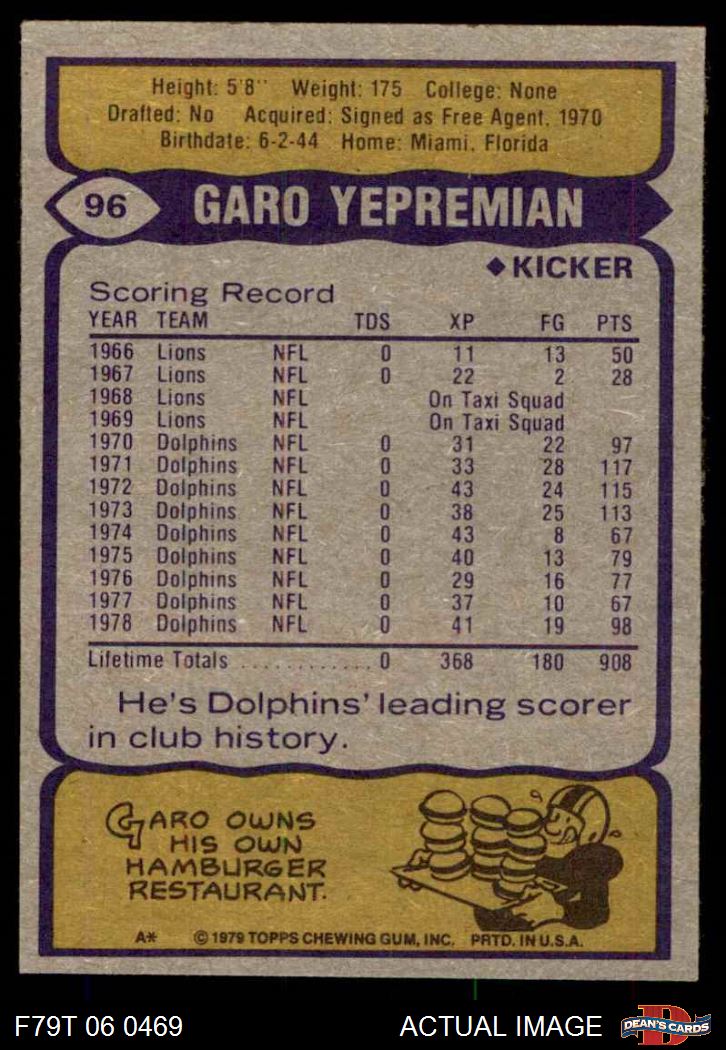 Height: 5'8" Weight: 175 College: None
Drafted: No Acquired: Signed as Free Agent, 1970
Birthdate: 6-2-44 Home: Miami, Florida
96 GARO YEPREMIAN
◆KICKER
Scoring Record
YEAR TEAM TDS XP FG PTS
1966 Lions NFL 0 11 13 50
1967 Lions NFL 0 22 2 28
1968 Lions NFL On Taxi Squad
1969 Lions NFL On Taxi Squad
1970 Dolphins NFL 0 31 22 97
1971 Dolphins NFL 0 33 28 117
1972 Dolphins NFL 0 43 24 115
1973 Dolphins NFL 0 38 25 113
1974 Dolphins NFL 0 43 8 67
1975 Dolphins NFL 0 40 13 79
1976 Dolphins NFL 0 29 16 77
1977 Dolphins NFL 0 37 10 67
1978 Dolphins NFL 0 41 19 98
Lifetime Totals ............ 0 368 180 908
He's Dolphins' leading scorer
in club history.
GARO OWNS
HIS OWN
HAMBURGER
RESTAURANT.
A* © 1979 TOPPS CHEWING GUM, INC. PRTD. IN U.S.A.
F79T 06 0469 ACTUAL IMAGE D DEAN'S CARDS